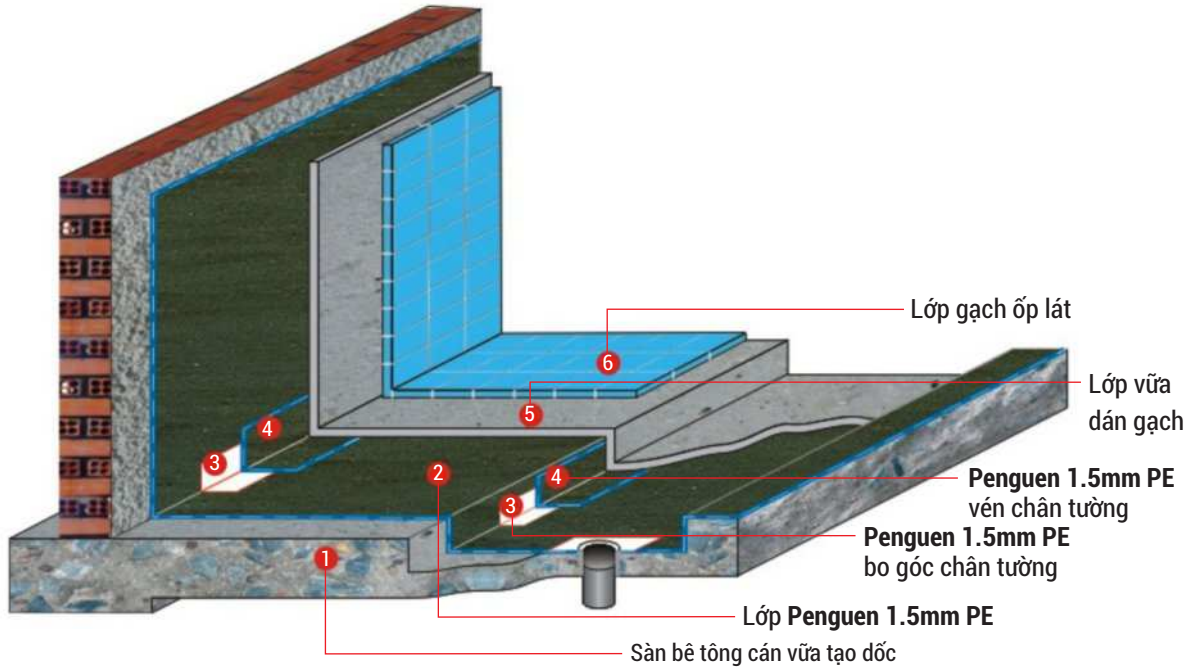 Lớp gạch ốp lát
6
Lớp vữa
dán gạch
5
4
3
2
4
Penguen 1.5mm PE
vén chân tường
3
Penguen 1.5mm PE
bo góc chân tường
1
Lớp Penguen 1.5mm PE
Sàn bê tông cán vữa tạo dốc